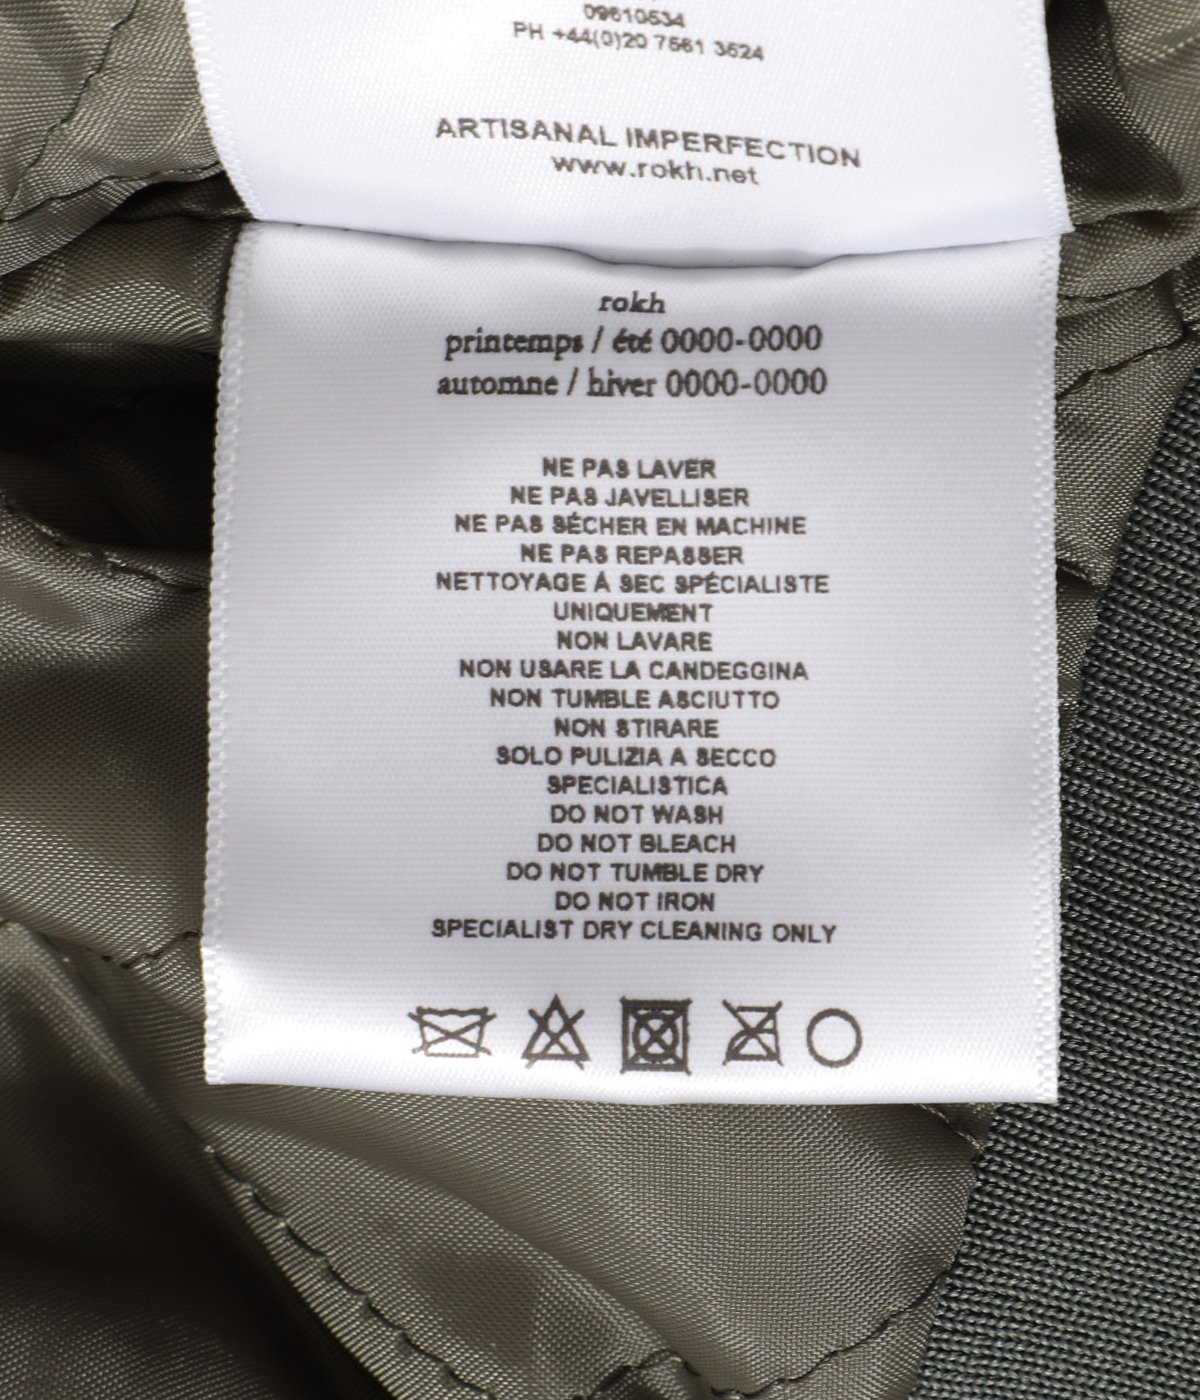 09610534
PH +44(0)20 7561 3524
ARTISANAL IMPERFECTION
www.rokh.net
rokh
printemps / été 0000-0000
automne / hiver 0000-0000
NE PAS LAVER
NE PAS JAVELLISER
NE PAS SÉCHER EN MACHINE
NE PAS REPASSER
NETTOYAGE Á SEC SPÉCIALISTE
UNIQUEMENT
NON LAVARE
NON USARE LA CANDEGGINA
NON TUMBLE ASCIUTTO
NON STIRARE
SOLO PULIZIA A SECCO
SPECIALISTICA
DO NOT WASH
DO NOT BLEACH
DO NOT TUMBLE DRY
DO NOT IRON
SPECIALIST DRY CLEANING ONLY